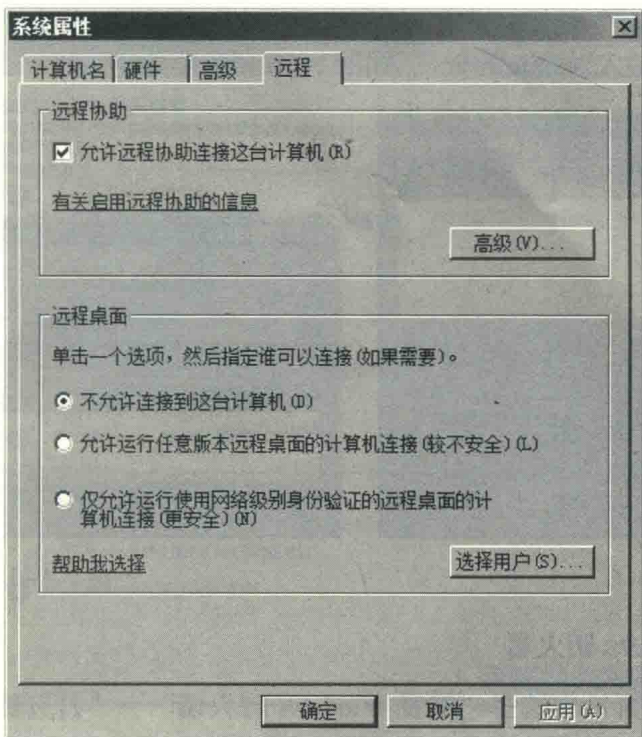 系统属性
计算机名 硬件 高级 远程
远程协助
允许远程协助连接这台计算机(R)
有关启用远程协助的信息
高级(V)...
远程桌面
单击一个选项，然后指定谁可以连接(如果需要)。
不允许连接到这台计算机(D)
允许运行任意版本远程桌面的计算机连接(较不安全)(L)
仅允许运行使用网络级别身份验证的远程桌面的计
算机连接(更安全)(N)
帮助我选择
选择用户(S)...
确定 取消 应用(A)